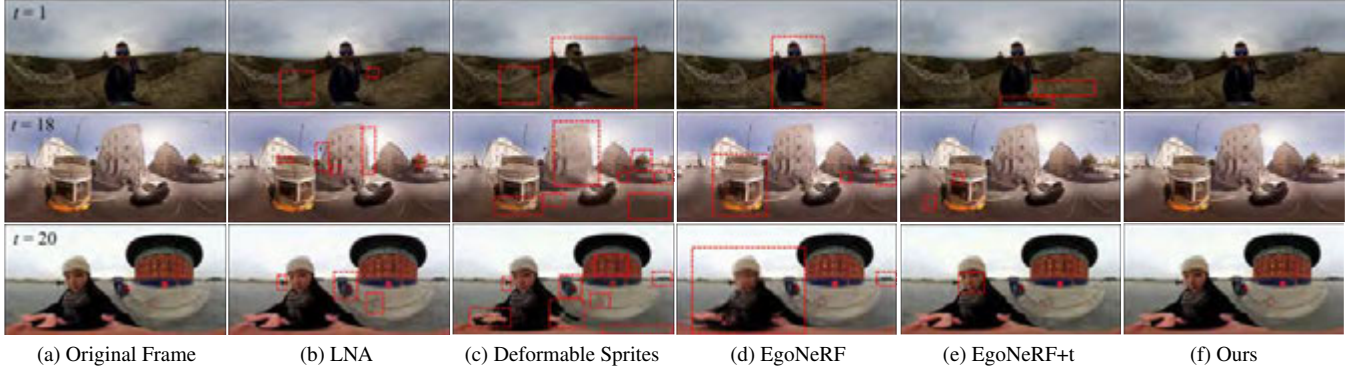 t = 1
t = 18
t = 20
(a) Original Frame
(b) LNA
(c) Deformable Sprites
(d) EgoNeRF
(e) EgoNeRF+t
(f) Ours